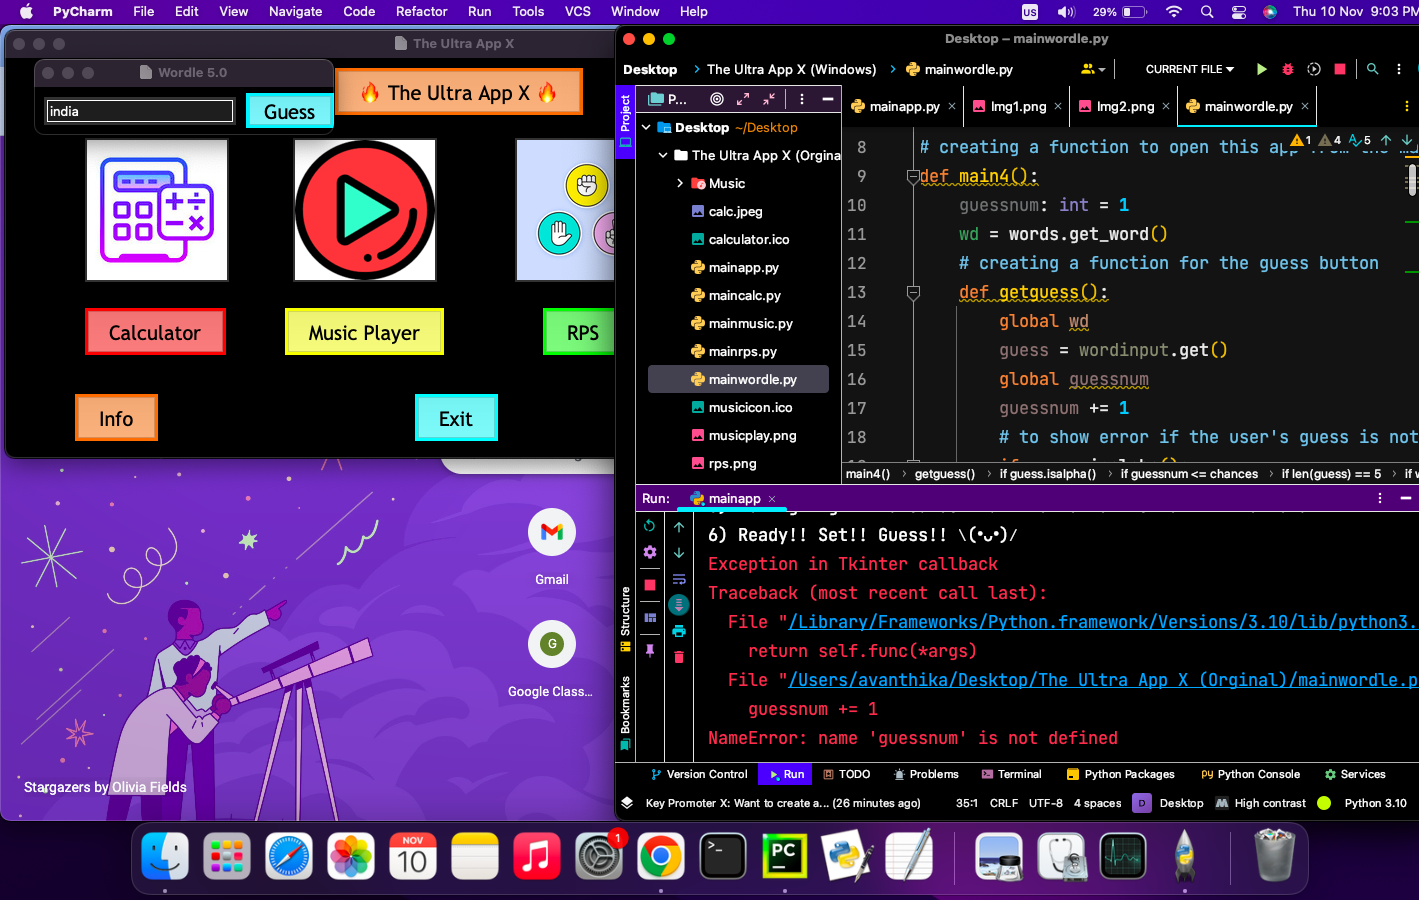 PyCharm File Edit View Navigate Code Refactor Run Tools VCS Window Help US 29% Thu 10 Nov 9:03 PM
The Ultra App X
Wordle 5.0
india
Guess
🔥 The Ultra App X 🔥
Calculator
Music Player
RPS
Info
Exit
Gmail
G
Google Class...
Stargazers by Olivia Fields
Desktop – mainwordle.py
Desktop The Ultra App X (Windows) mainwordle.py CURRENT FILE
Project
P...
mainapp.py Img1.png Img2.png mainwordle.py
Desktop ~/Desktop
The Ultra App X (Orgina
Music
calc.jpeg
calculator.ico
mainapp.py
maincalc.py
mainmusic.py
mainrps.py
mainwordle.py
musicicon.ico
musicplay.png
rps.png
1 4 5
8 # creating a function to open this app from the ma
9 def main4():
10 guessnum: int = 1
11 wd = words.get_word()
12 # creating a function for the guess button
13 def getguess():
14 global wd
15 guess = wordinput.get()
16 global guessnum
17 guessnum += 1
18 # to show error if the user's guess is not
main4() getguess() if guess.isalpha() if guessnum <= chances if len(guess) == 5 if w
Run: mainapp
6) Ready!! Set!! Guess!! \(•ᴗ•)/
Exception in Tkinter callback
Traceback (most recent call last):
File "/Library/Frameworks/Python.framework/Versions/3.10/lib/python3.
return self.func(*args)
File "/Users/avanthika/Desktop/The Ultra App X (Orginal)/mainwordle.p
guessnum += 1
NameError: name 'guessnum' is not defined
Structure
Bookmarks
Version Control Run TODO Problems Terminal Python Packages Python Console Services
Key Promoter X: Want to create a... (26 minutes ago) 35:1 CRLF UTF-8 4 spaces D Desktop High contrast Python 3.10
NOV
10
1
PC